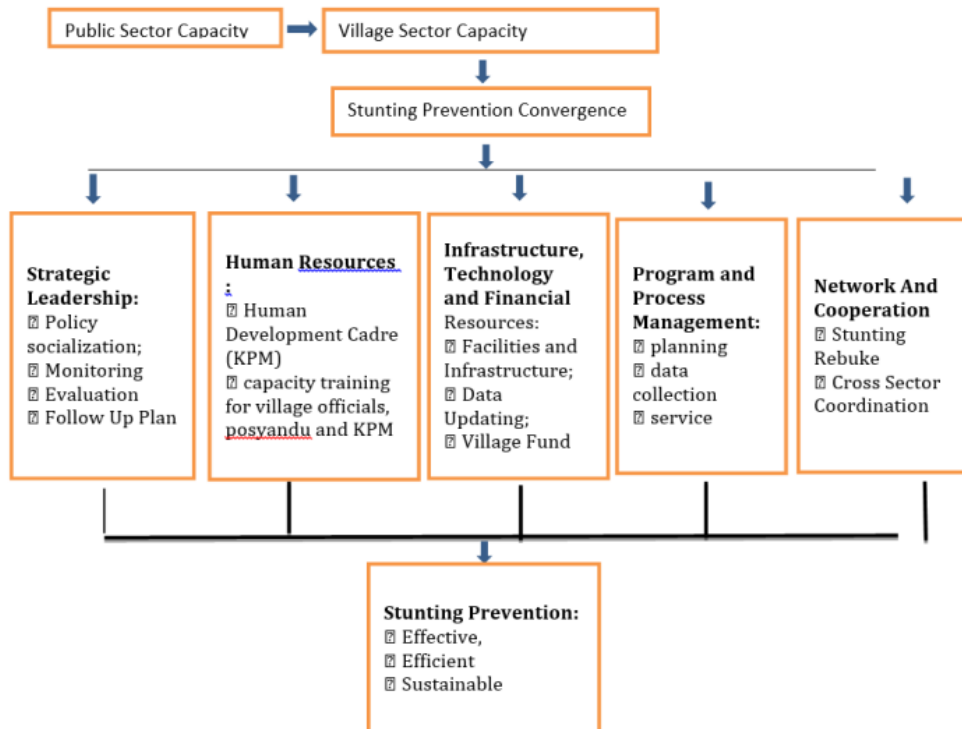 Public Sector Capacity
Village Sector Capacity
Stunting Prevention Convergence
Strategic
Leadership:
⍰ Policy
socialization;
⍰ Monitoring
⍰ Evaluation
⍰ Follow Up Plan
Human Resources
:
⍰ Human
Development Cadre
(KPM)
⍰ capacity training
for village officials,
posyandu and KPM
Infrastructure,
Technology
and Financial
Resources:
⍰ Facilities and
Infrastructure;
⍰ Data
Updating;
⍰ Village Fund
Program and
Process
Management:
⍰ planning
⍰ data
collection
⍰ service
Network And
Cooperation
⍰ Stunting
Rebuke
⍰ Cross Sector
Coordination
Stunting Prevention:
⍰ Effective,
⍰ Efficient
⍰ Sustainable